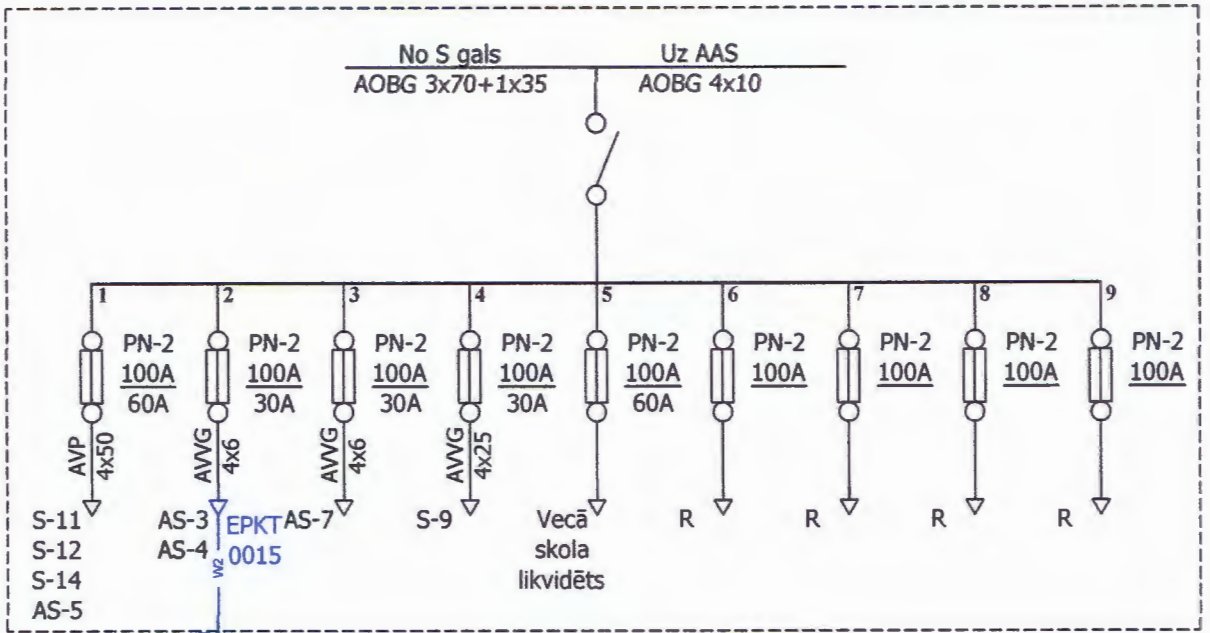 No S gals Uz AAS
AOBG 3x70+1x35 AOBG 4x10
1 2 3 4 5 6 7 8 9
PN-2 PN-2 PN-2 PN-2 PN-2 PN-2 PN-2 PN-2 PN-2
100A 100A 100A 100A 100A 100A 100A 100A 100A
60A 30A 30A 30A 60A
AVP
4x50
AVVG
4x6
AVVG
4x6
AVVG
4x25
S-11 AS-3 EPKT AS-7 S-9 Vecā R R R R
S-12 AS-4 W2 0015 skola
S-14 likvidēts
AS-5